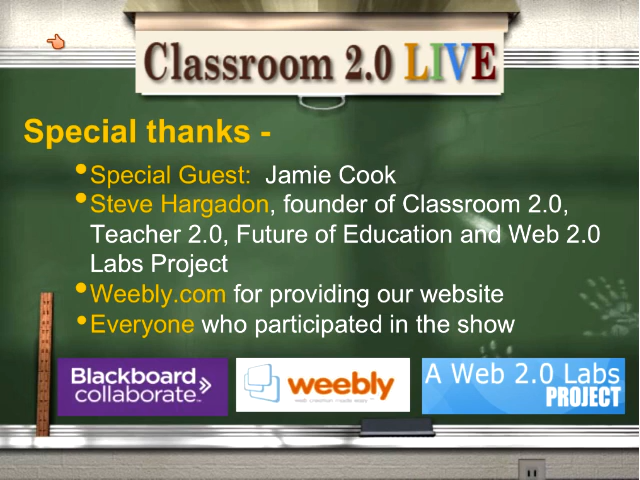 Classroom 2.0 LIVE
Special thanks -
•Special Guest: Jamie Cook
•Steve Hargadon, founder of Classroom 2.0,
Teacher 2.0, Future of Education and Web 2.0
Labs Project
•Weebly.com for providing our website
•Everyone who participated in the show
Blackboard
collaborate™
weebly
web creation made easy™
A Web 2.0 Labs
PROJECT